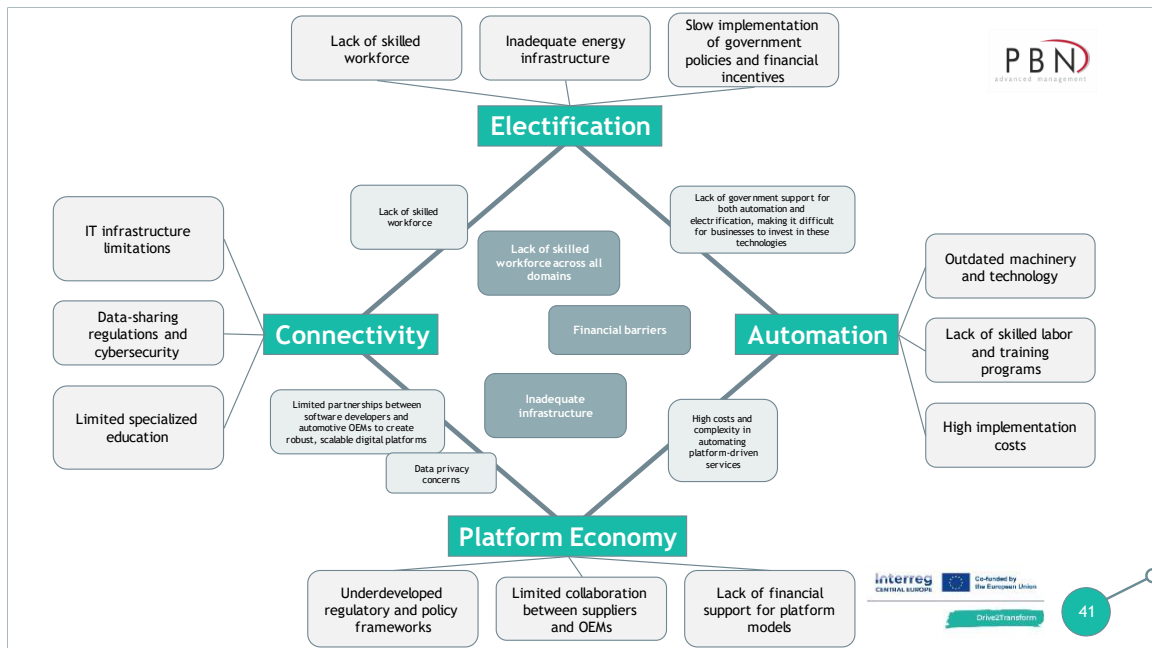 Lack of skilled
workforce
Inadequate energy
infrastructure
Slow implementation
of government
policies and financial
incentives
PBN
advanced management
Electification
Lack of skilled
workforce
Lack of government support for
both automation and
electrification, making it difficult
for businesses to invest in these
technologies
IT infrastructure
limitations
Data-sharing
regulations and
cybersecurity
Limited specialized
education
Lack of skilled
workforce across all
domains
Financial barriers
Inadequate
infrastructure
Connectivity
Automation
Outdated machinery
and technology
Lack of skilled labor
and training
programs
High implementation
costs
Limited partnerships between
software developers and
automotive OEMs to create
robust, scalable digital platforms
Data privacy
concerns
High costs and
complexity in
automating
platform-driven
services
Platform Economy
Underdeveloped
regulatory and policy
frameworks
Limited collaboration
between suppliers
and OEMs
Lack of financial
support for platform
models
Interreg
CENTRAL EUROPE
Co-funded by
the European Union
Drive2Transform
41